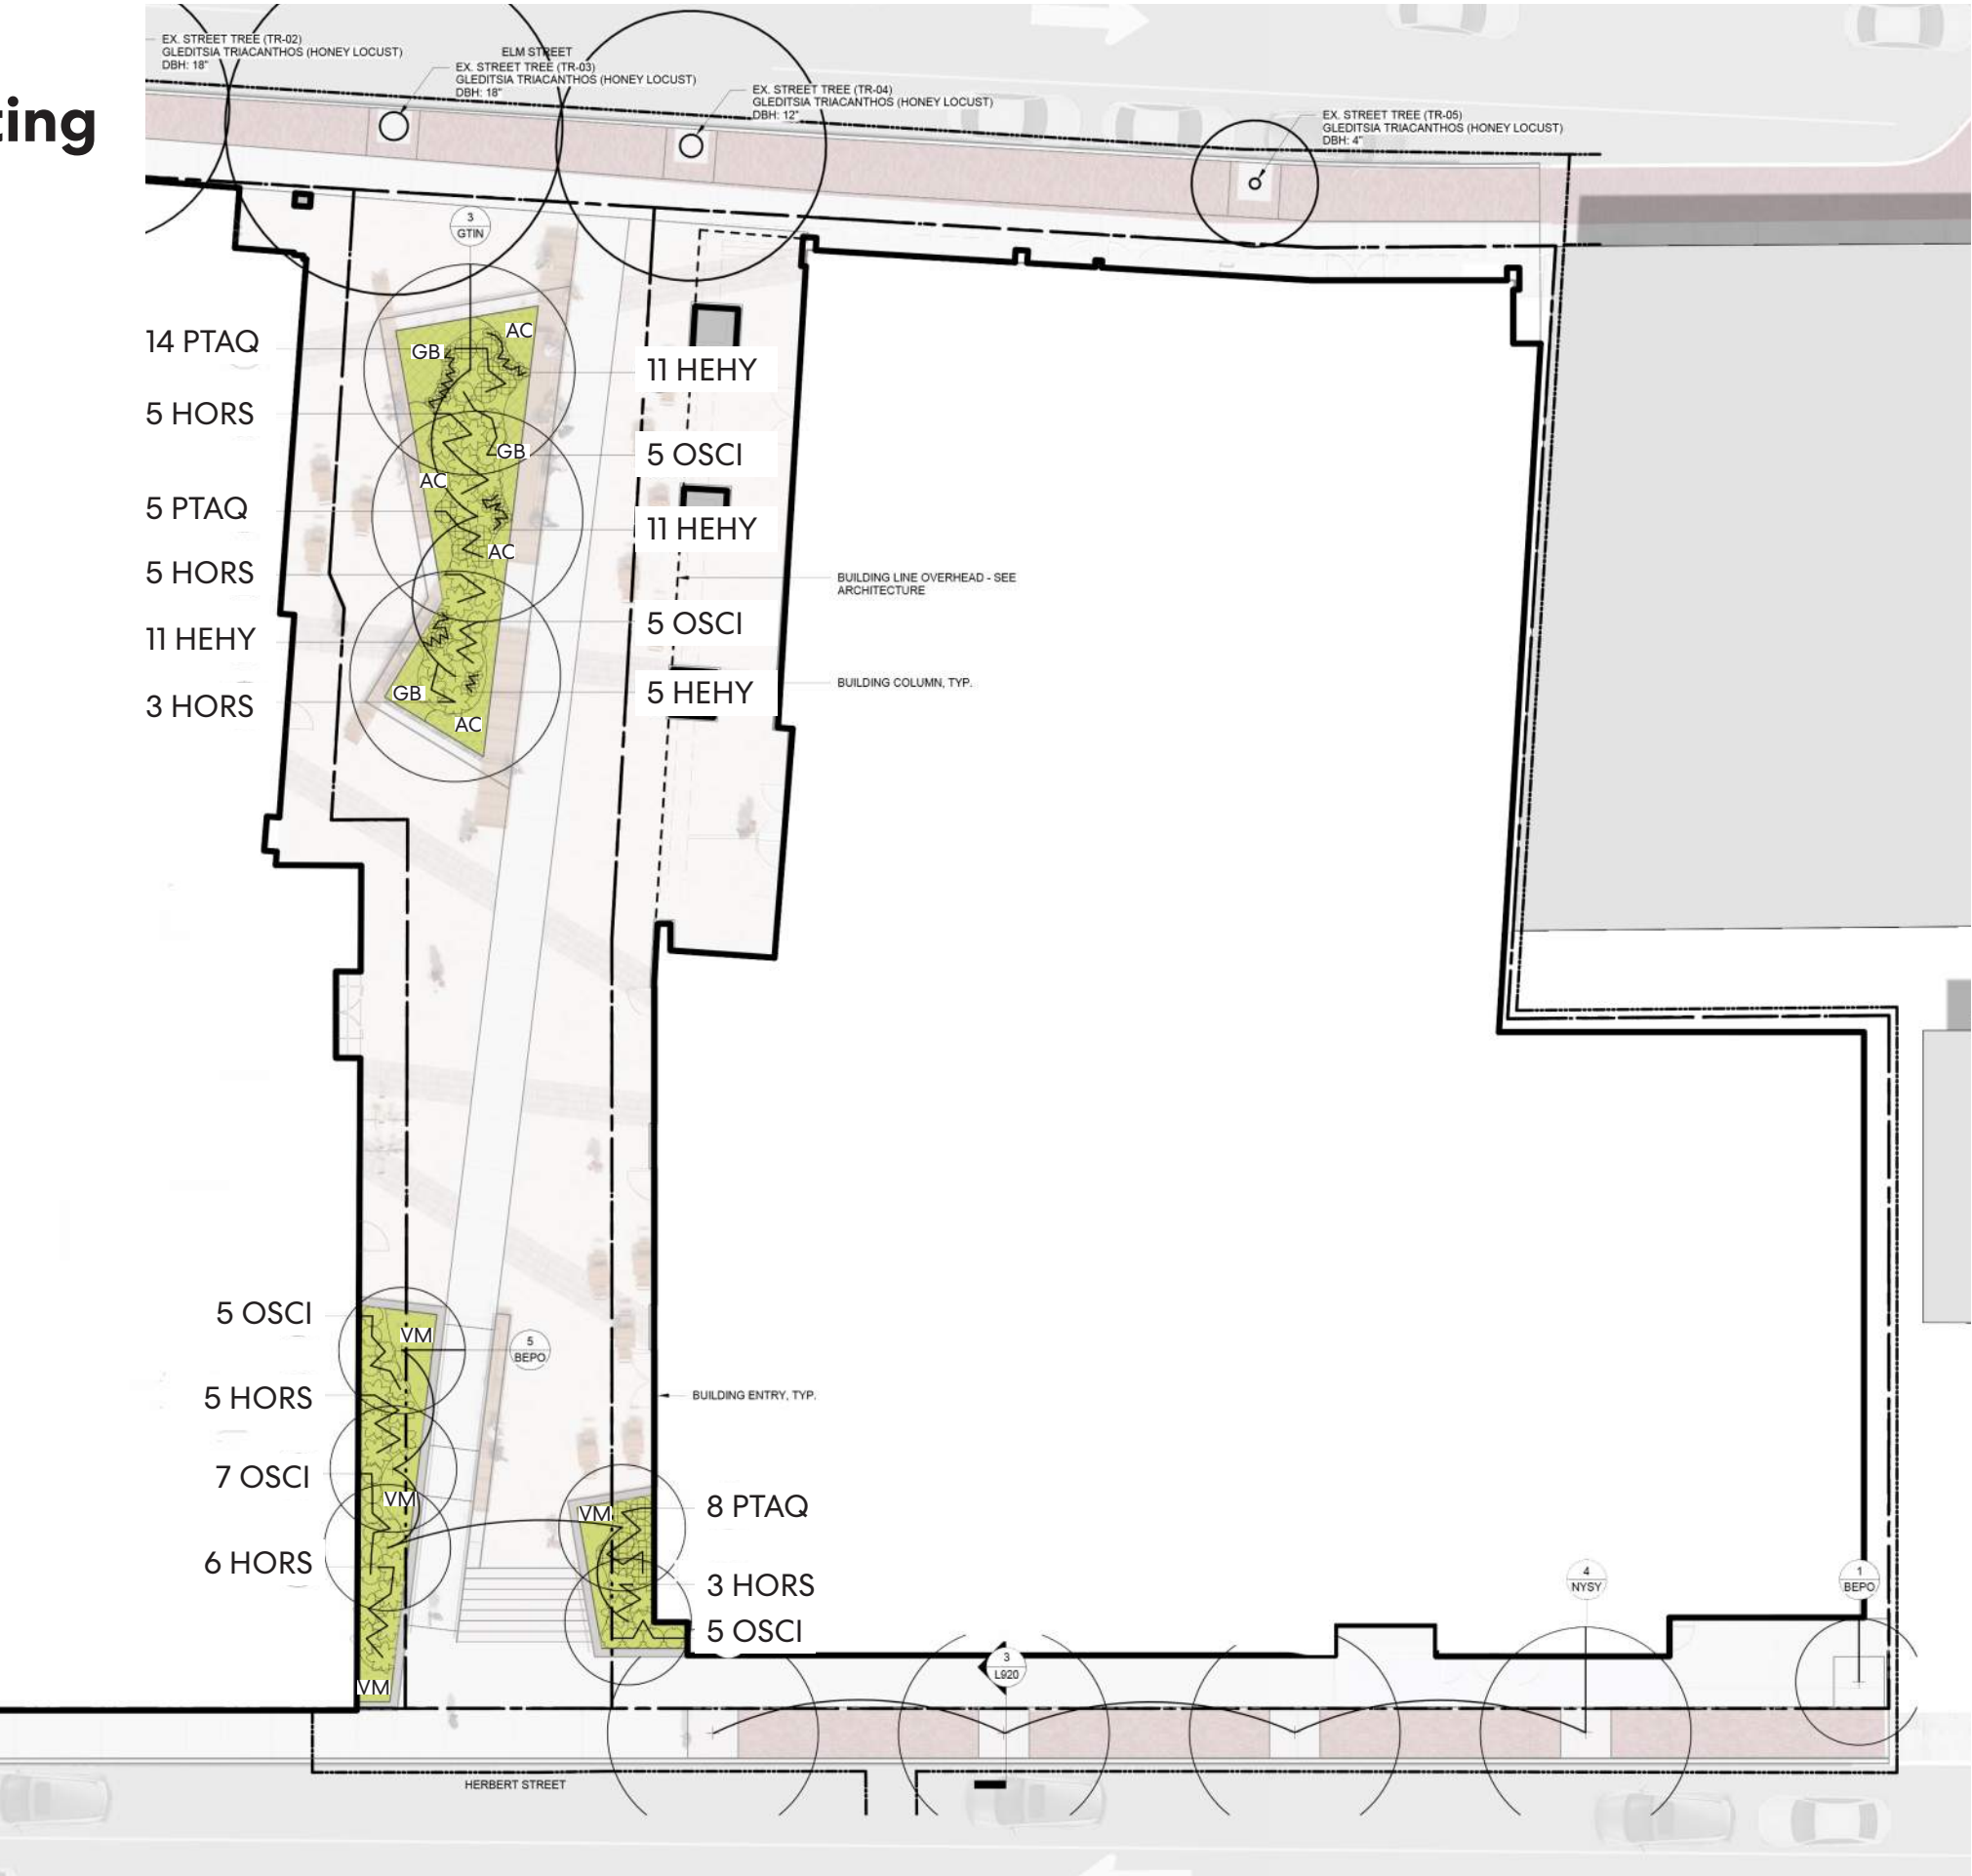 EX. STREET TREE (TR-02)
GLEDITSIA TRIACANTHOS (HONEY LOCUST)
DBH: 18"
ELM STREET
EX. STREET TREE (TR-03)
GLEDITSIA TRIACANTHOS (HONEY LOCUST)
DBH: 18"
EX. STREET TREE (TR-04)
GLEDITSIA TRIACANTHOS (HONEY LOCUST)
DBH: 12"
EX. STREET TREE (TR-05)
GLEDITSIA TRIACANTHOS (HONEY LOCUST)
DBH: 4"
ting
3
GTIN
AC
14 PTAQ
GB
11 HEHY
5 HORS
GB
5 OSCI
AC
5 PTAQ
11 HEHY
AC
5 HORS
BUILDING LINE OVERHEAD - SEE
ARCHITECTURE
5 OSCI
11 HEHY
BUILDING COLUMN, TYP.
GB
5 HEHY
3 HORS
AC
5 OSCI
VM
5
BEPO
5 HORS
BUILDING ENTRY, TYP.
7 OSCI
VM
VM
8 PTAQ
6 HORS
3 HORS
4
NYSY
1
BEPO
5 OSCI
3
L920
VM
HERBERT STREET